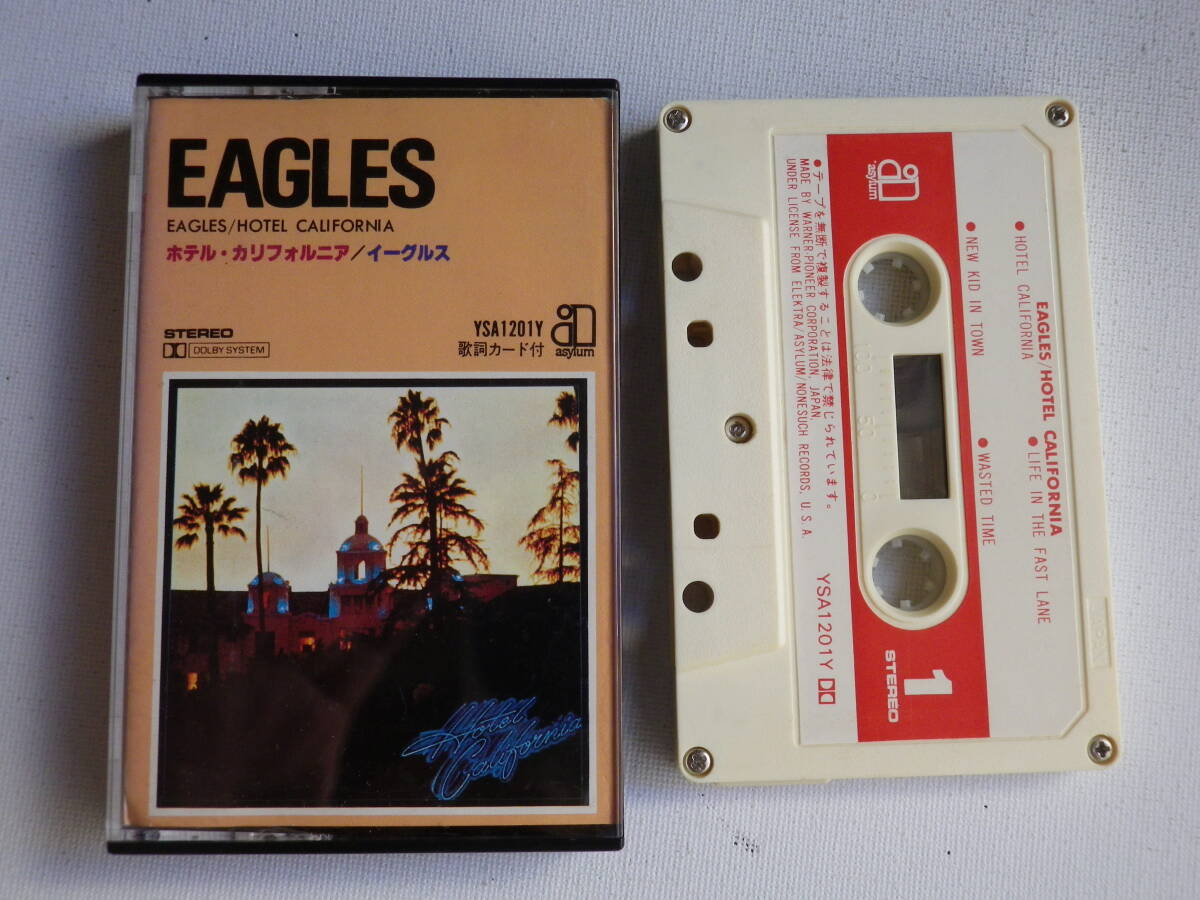 EAGLES
EAGLES/HOTEL CALIFORNIA
ホテル・カリフォルニア/イーグルス
STEREO
DOLBY SYSTEM
YSA1201Y
歌詞カード付
asylum
Hotel
California
EAGLES/HOTEL CALIFORNIA
● HOTEL CALIFORNIA
● LIFE IN THE FAST LANE
● NEW KID IN TOWN
● WASTED TIME
asylum
100 50 0
1
STEREO
●テープを無断で複製することは法律で禁じられています。
MADE BY WARNER-PIONEER CORPORATION, JAPAN
UNDER LICENSE FROM ELEKTRA/ASYLUM/NONESUCH RECORDS, U.S.A.
YSA1201Y